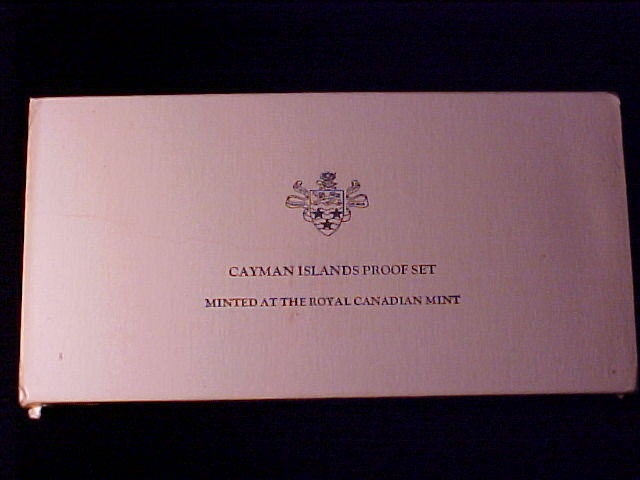 CAYMAN ISLANDS PROOF SET
MINTED AT THE ROYAL CANADIAN MINT